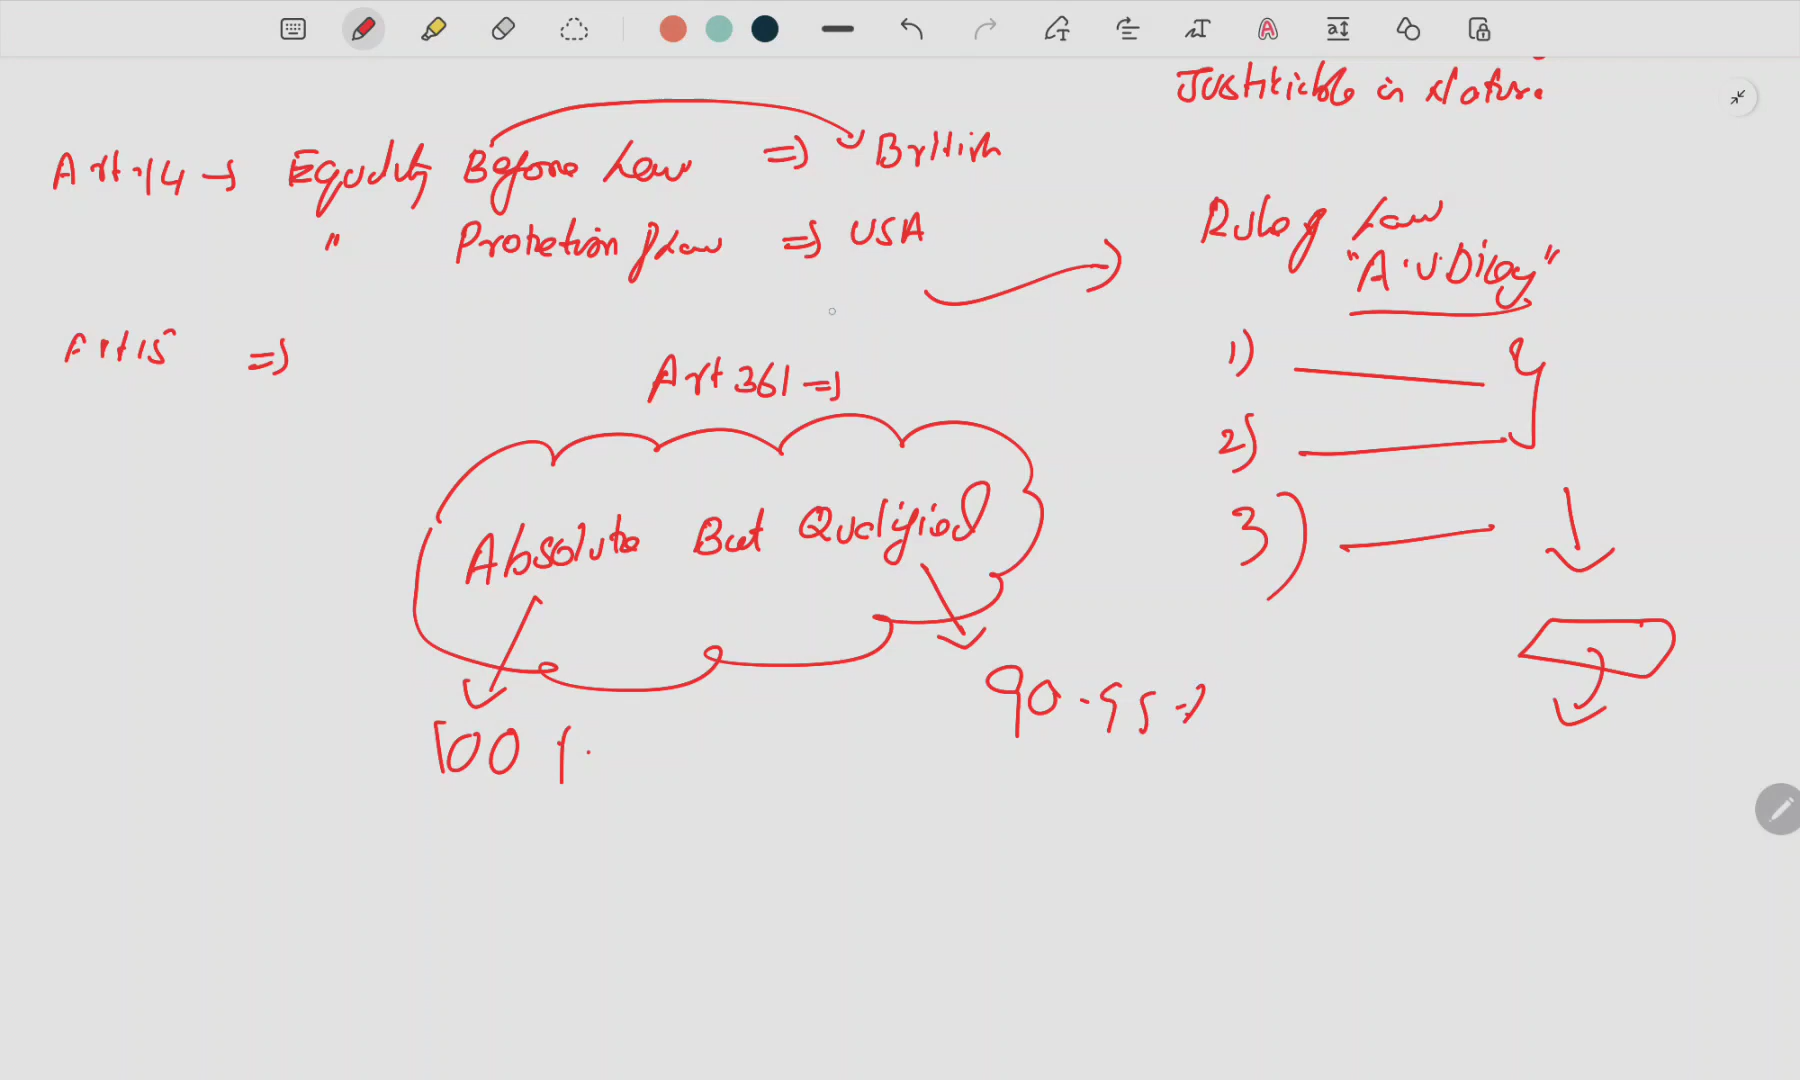 Justiciable in Nature.
Art.14 → Equality Before Law ⇒ British
" Protection of Law ⇒ USA
Rule of Law
"A.V Dicey"
Art 15 ⇒
Art 361 ⇒
1)
2)
3)
Absolute But Qualified
100 %
90-95 ⇒